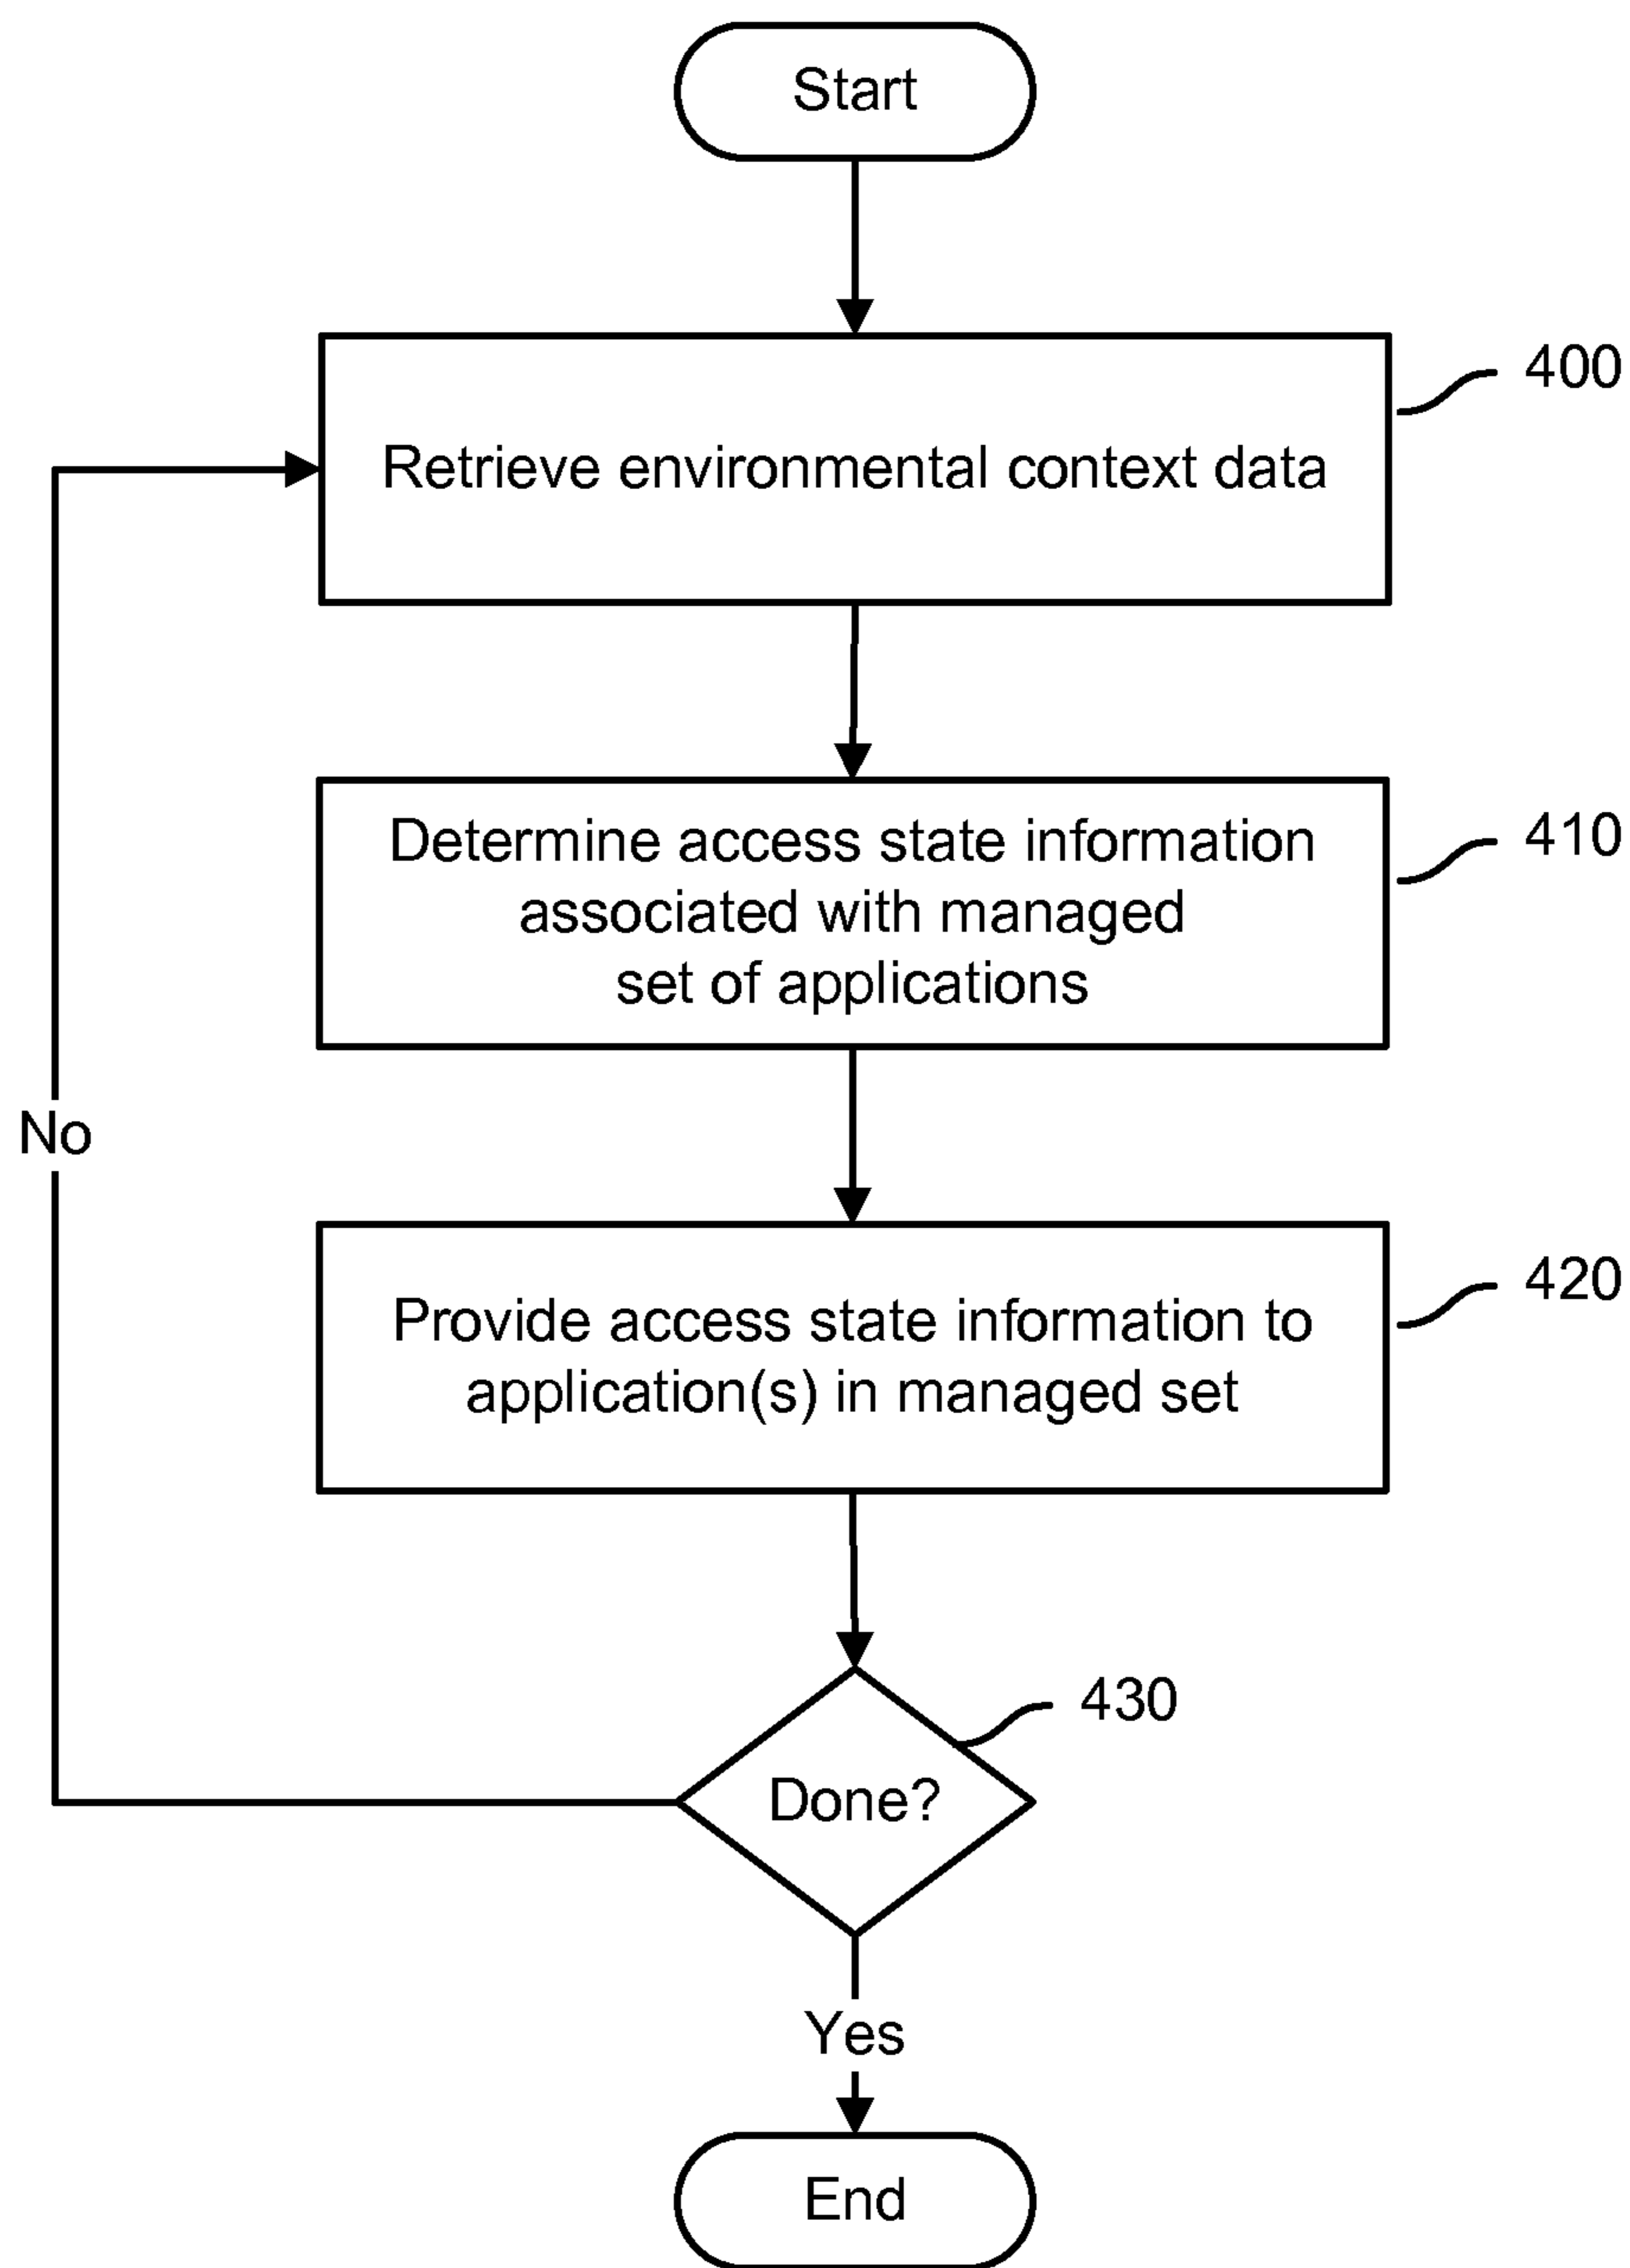 Start
400
Retrieve environmental context data
410
Determine access state information
associated with managed
set of applications
No
420
Provide access state information to
application(s) in managed set
430
Done?
Yes
End